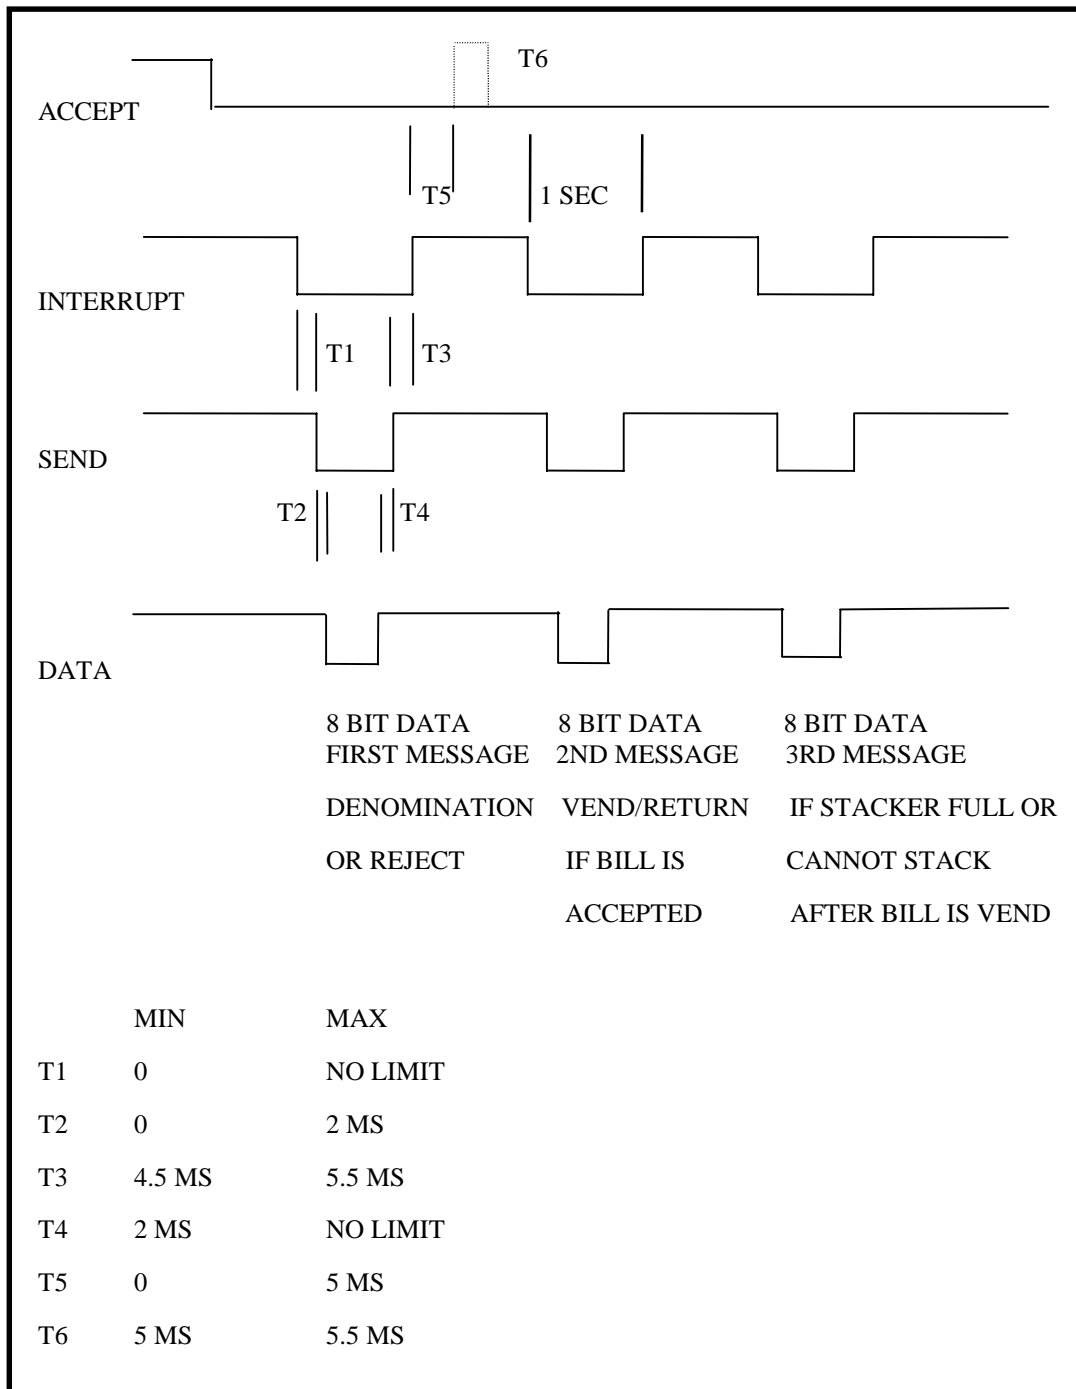 T6
ACCEPT
T5 1 SEC
INTERRUPT
T1 T3
SEND
T2 T4
DATA
8 BIT DATA 8 BIT DATA 8 BIT DATA
FIRST MESSAGE 2ND MESSAGE 3RD MESSAGE
DENOMINATION VEND/RETURN IF STACKER FULL OR
OR REJECT IF BILL IS CANNOT STACK
ACCEPTED AFTER BILL IS VEND
MIN MAX
T1 0 NO LIMIT
T2 0 2 MS
T3 4.5 MS 5.5 MS
T4 2 MS NO LIMIT
T5 0 5 MS
T6 5 MS 5.5 MS